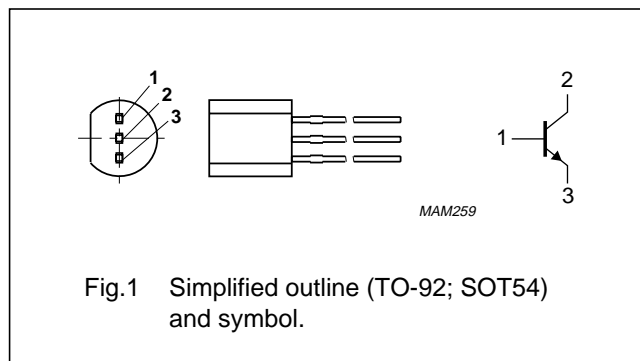 1
2
3
2
1
3
MAM259
Fig.1 Simplified outline (TO-92; SOT54)
and symbol.